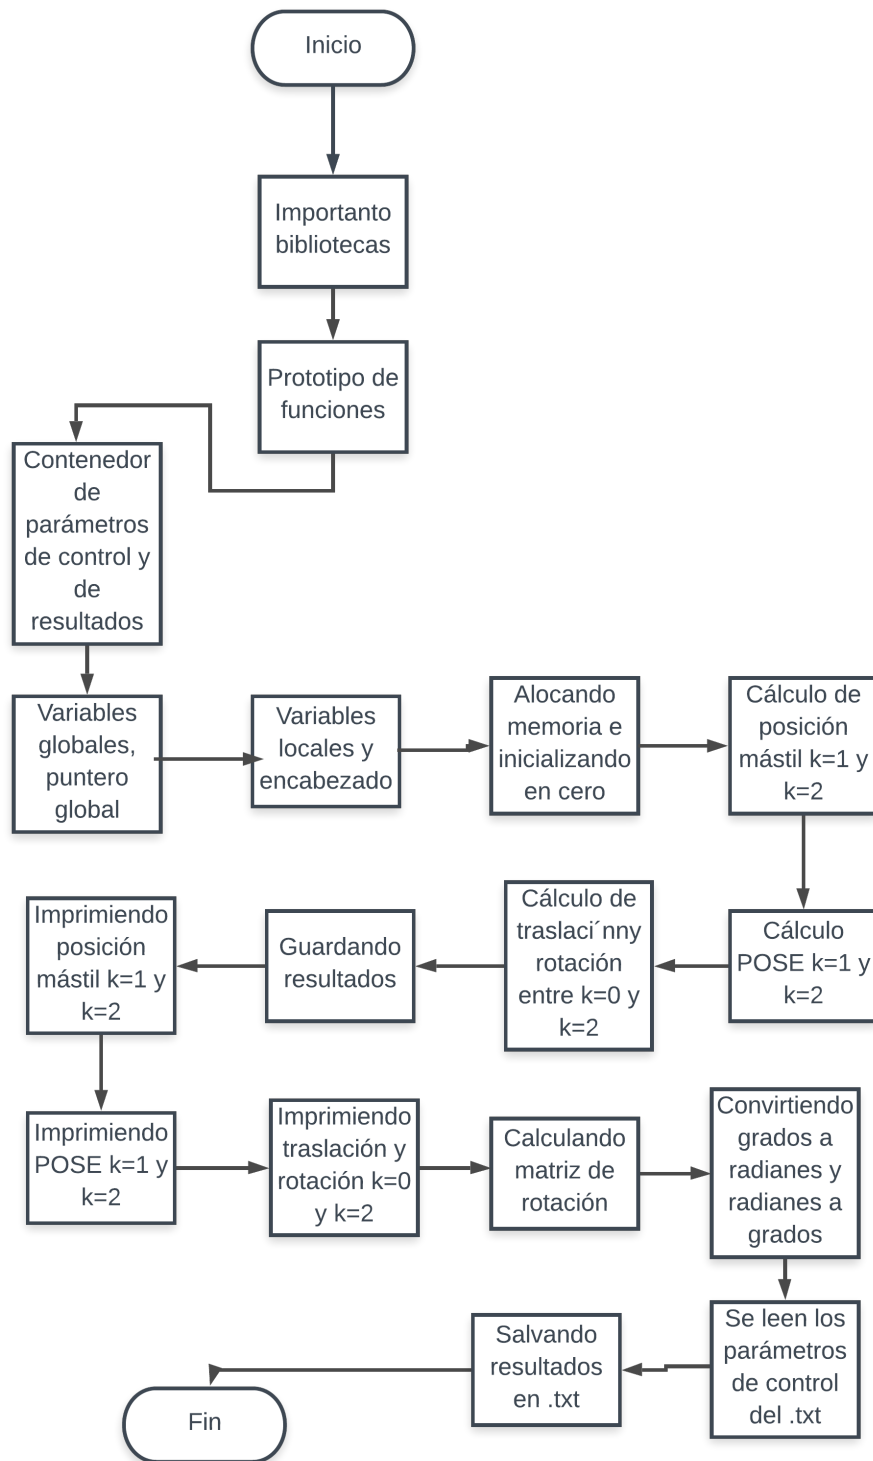 Inicio
Importanto
bibliotecas
Prototipo de
funciones
Contenedor
de
parámetros
de control y
de
resultados
Variables
globales,
puntero
global
Variables
locales y
encabezado
Alocando
memoria e
inicializando
en cero
Cálculo de
posición
mástil k=1 y
k=2
Cálculo
POSE k=1 y
k=2
Cálculo de
traslaci´nny
rotación
entre k=0 y
k=2
Guardando
resultados
Imprimiendo
posición
mástil k=1 y
k=2
Imprimiendo
POSE k=1 y
k=2
Imprimiendo
traslación y
rotación k=0
y k=2
Calculando
matriz de
rotación
Convirtiendo
grados a
radianes y
radianes a
grados
Se leen los
parámetros
de control
del .txt
Salvando
resultados
en .txt
Fin